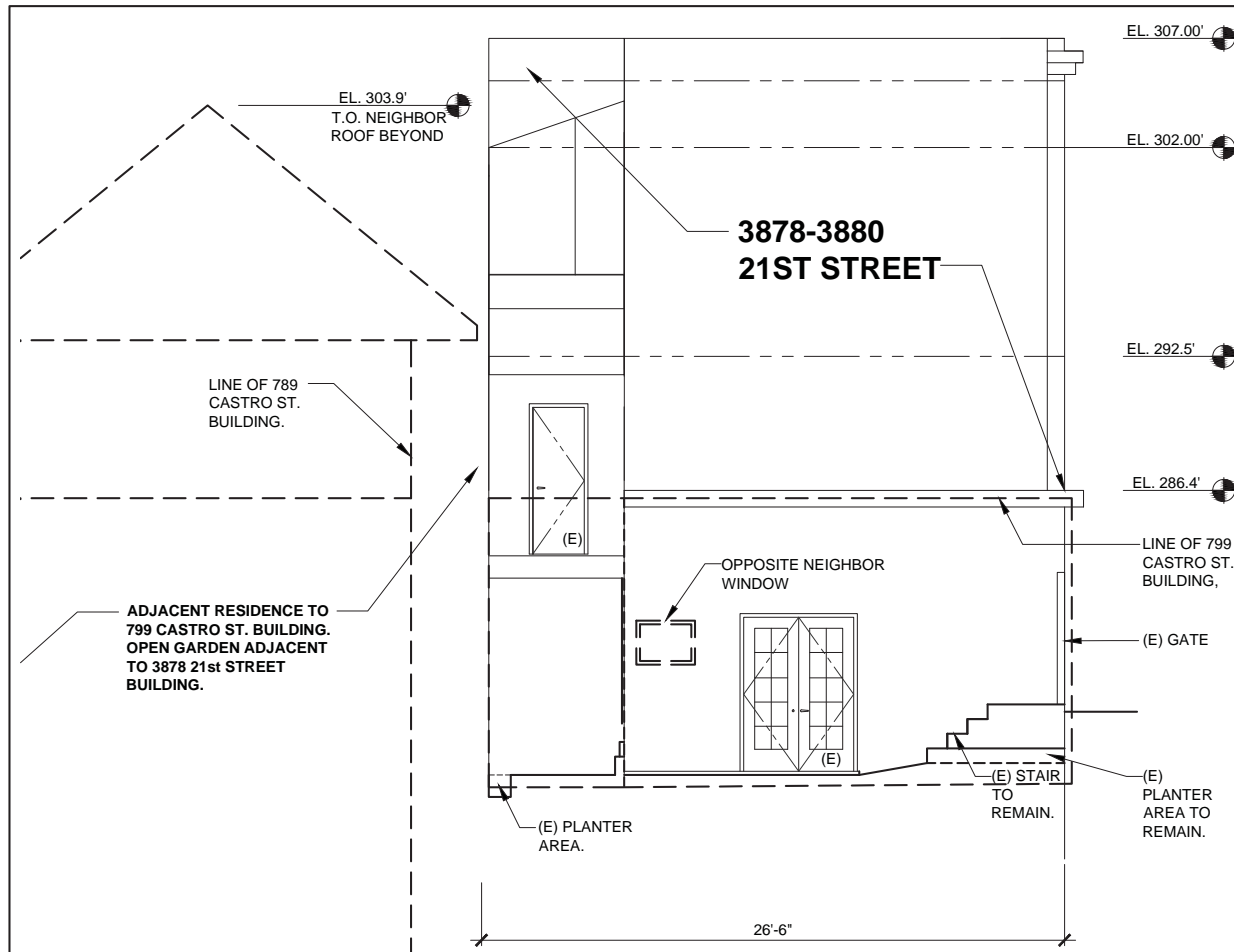 EL. 307.00'
EL. 303.9'
T.O. NEIGHBOR
ROOF BEYOND
EL. 302.00'
3878-3880
21ST STREET
EL. 292.5'
LINE OF 789
CASTRO ST.
BUILDING.
EL. 286.4'
(E)
LINE OF 799
CASTRO ST.
BUILDING,
OPPOSITE NEIGHBOR
WINDOW
ADJACENT RESIDENCE TO
799 CASTRO ST. BUILDING.
OPEN GARDEN ADJACENT
TO 3878 21st STREET
BUILDING.
(E) GATE
(E)
(E) STAIR
TO
REMAIN.
(E)
PLANTER
AREA TO
REMAIN.
(E) PLANTER
AREA.
26'-6"